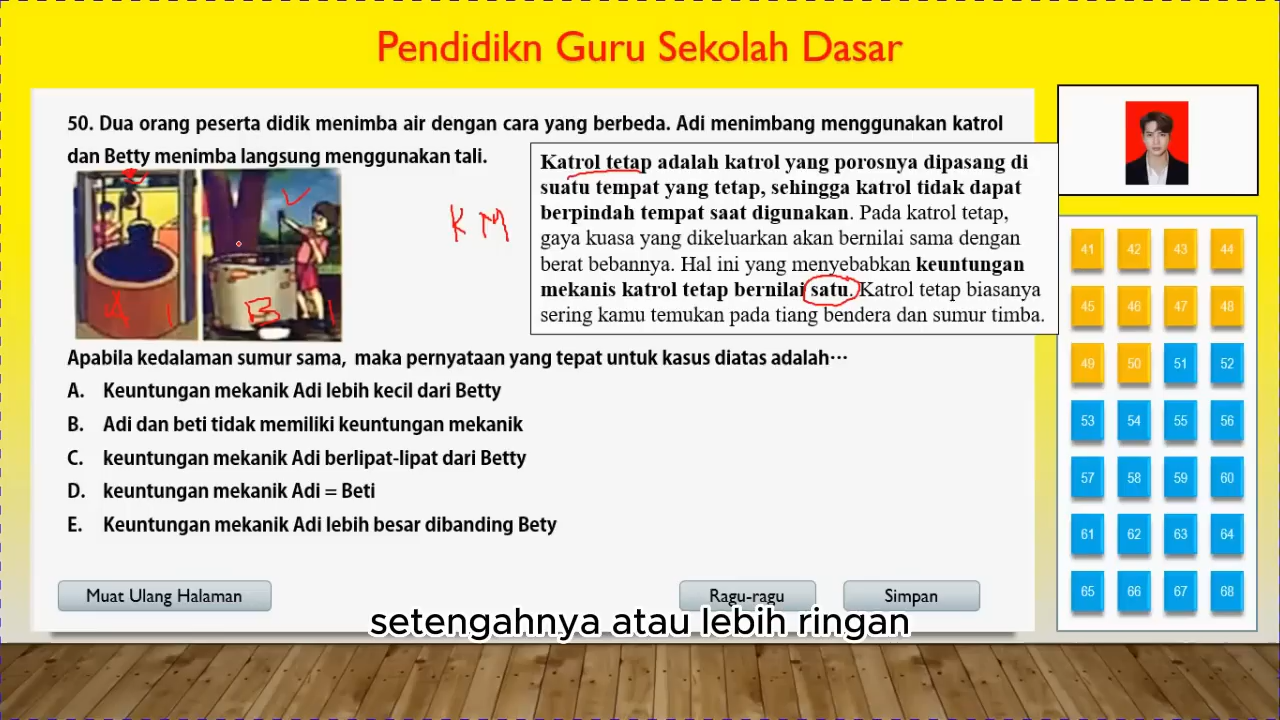 Pendidikn Guru Sekolah Dasar
50. Dua orang peserta didik menimba air dengan cara yang berbeda. Adi menimbang menggunakan katrol
dan Betty menimba langsung menggunakan tali.
Katrol tetap adalah katrol yang porosnya dipasang di
suatu tempat yang tetap, sehingga katrol tidak dapat
berpindah tempat saat digunakan. Pada katrol tetap,
gaya kuasa yang dikeluarkan akan bernilai sama dengan
berat bebannya. Hal ini yang menyebabkan keuntungan
mekanis katrol tetap bernilai satu. Katrol tetap biasanya
sering kamu temukan pada tiang bendera dan sumur timba.
K M
A 1
B 1
Apabila kedalaman sumur sama, maka pernyataan yang tepat untuk kasus diatas adalah…
A. Keuntungan mekanik Adi lebih kecil dari Betty
B. Adi dan beti tidak memiliki keuntungan mekanik
C. keuntungan mekanik Adi berlipat-lipat dari Betty
D. keuntungan mekanik Adi = Beti
E. Keuntungan mekanik Adi lebih besar dibanding Bety
Muat Ulang Halaman
Ragu-ragu
Simpan
setengahnya atau lebih ringan
41 42 43 44
45 46 47 48
49 50 51 52
53 54 55 56
57 58 59 60
61 62 63 64
65 66 67 68